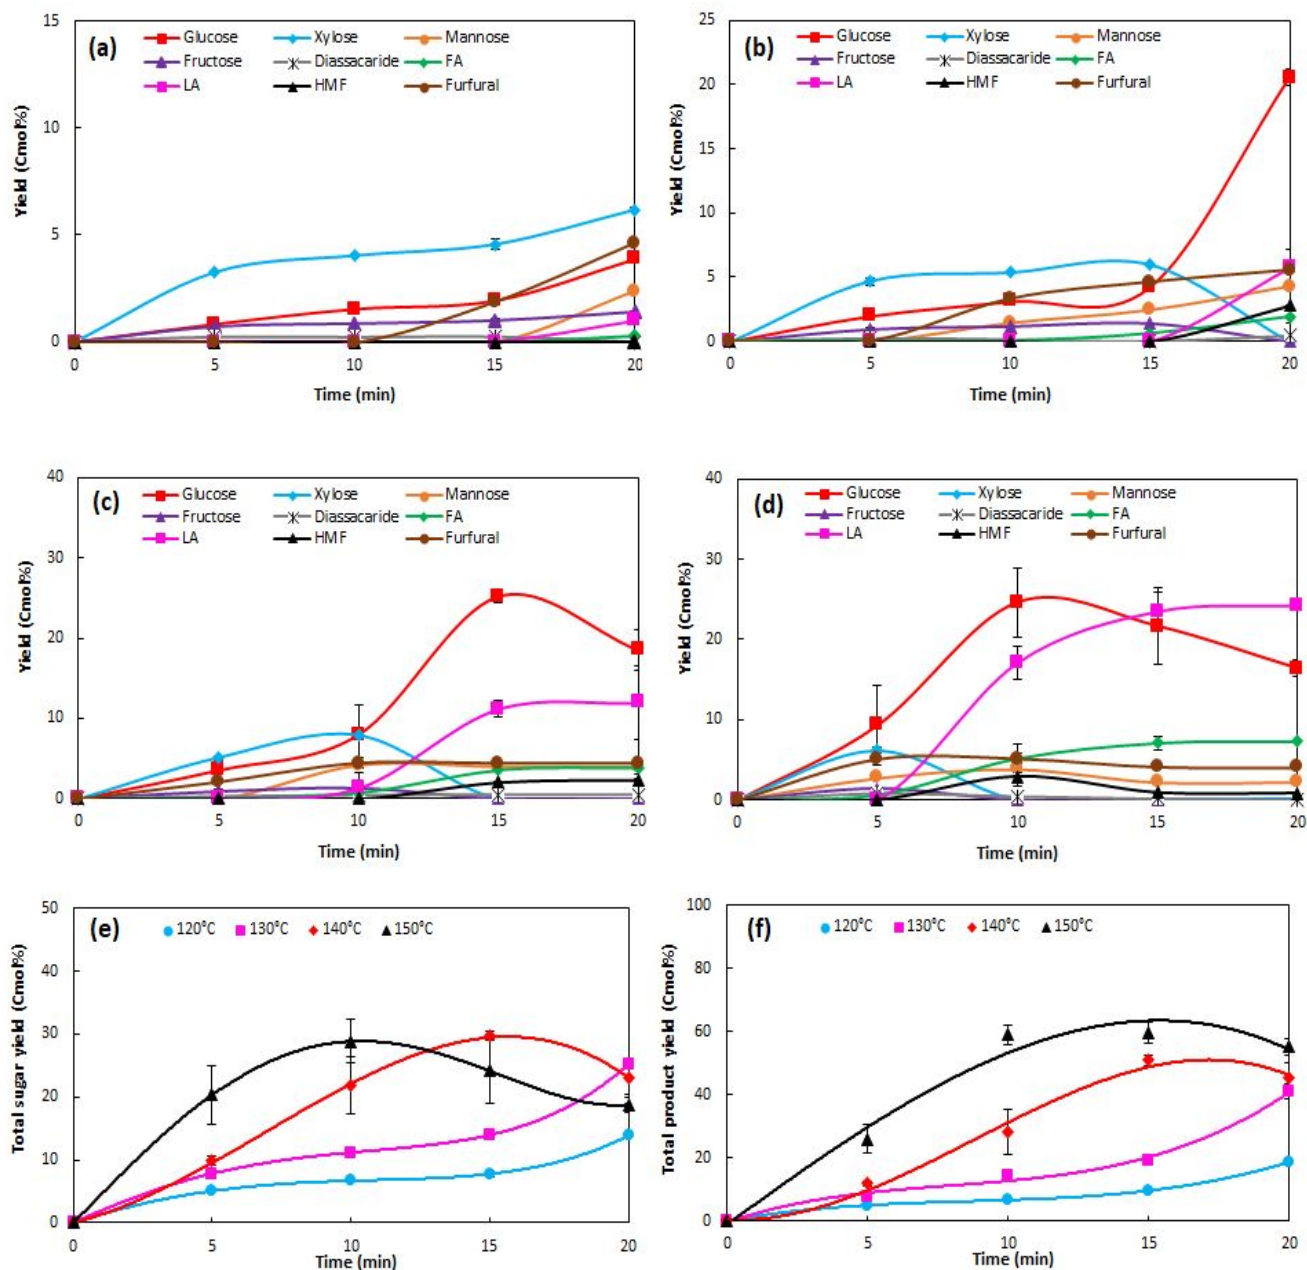 (a)
Glucose Xylose Mannose
Fructose Diassacaride FA
LA HMF Furfural
15
10
5
0
Yield (Cmol%)
0 5 10 15 20
Time (min)
(b)
Glucose Xylose Mannose
Fructose Diassacaride FA
LA HMF Furfural
25
20
15
10
5
0
Yield (Cmol%)
0 5 10 15 20
Time (min)
(c)
Glucose Xylose Mannose
Fructose Diassacaride FA
LA HMF Furfural
40
30
20
10
0
Yield (Cmol%)
0 5 10 15 20
Time (min)
(d)
Glucose Xylose Mannose
Fructose Diassacaride FA
LA HMF Furfural
40
30
20
10
0
Yield (Cmol%)
0 5 10 15 20
Time (min)
(e)
120°C 130°C 140°C 150°C
50
40
30
20
10
0
Total sugar yield (Cmol%)
0 5 10 15 20
Time (min)
(f)
120°C 130°C 140°C 150°C
100
80
60
40
20
0
Total product yield (Cmol%)
0 5 10 15 20
Time (min)